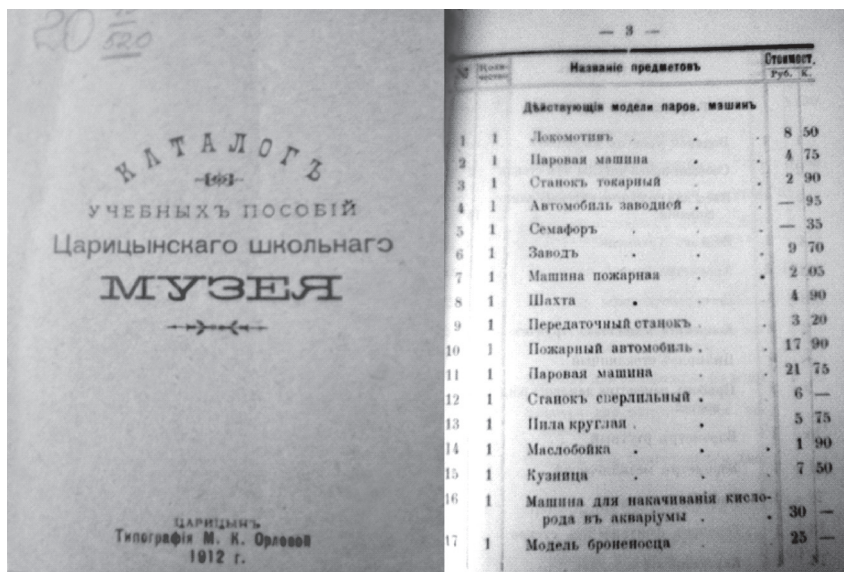 20
520
КАТАЛОГЪ
УЧЕБНЫХЪ ПОСОБІЙ
Царицынскаго школьнаго
МУЗЕЯ
ЦАРИЦЫНЪ.
Типографія М. К. Орловой
1912 г.
— 3 —
№ Коли-чество Названіе предметовъ Стоимост.
Руб. К.
Дѣйствующія модели паров. машинъ
1 1 Локомотивъ . . . 8 50
2 1 Паровая машина . . 4 75
3 1 Станокъ токарный . . 2 90
4 1 Автомобиль заводней . . — 95
5 1 Семафоръ . . . — 35
6 1 Заводъ . . . 9 70
7 1 Машина пожарная . . 2 05
8 1 Шахта . . . 4 90
9 1 Передаточный станокъ . . 3 20
10 1 Пожарный автомобиль . . 17 90
11 1 Паровая машина . . 21 75
12 1 Станокъ сверлильный . . 6 —
13 1 Пила круглая . . . 5 75
14 1 Маслобойка . . . 1 90
15 1 Кузница . . . 7 50
16 1 Машина для накачиванія кисло-
рода въ акваріумы . . 30 —
17 1 Модель броненосца . . 25 —